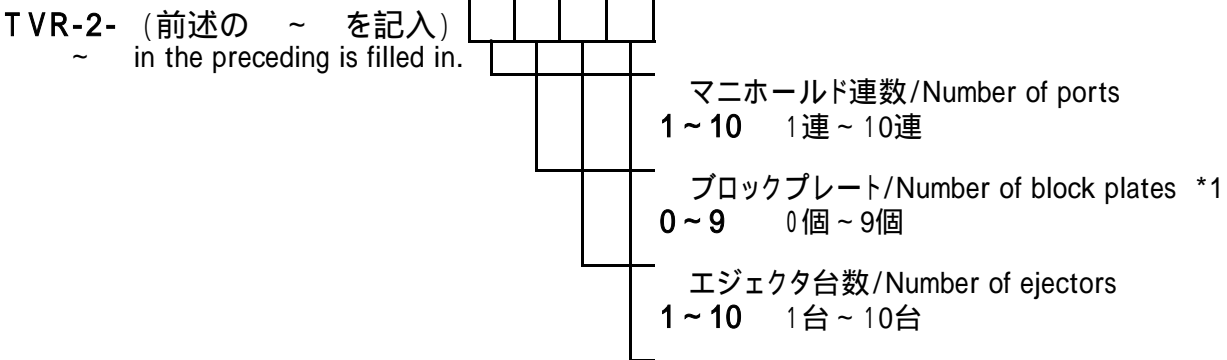 TVR-2- (前述の ~ を記入)
~ in the preceding is filled in.
マニホールド連数/Number of ports
1~10 1連~10連
ブロックプレート/Number of block plates *1
0~9 0個~9個
エジェクタ台数/Number of ejectors
1~10 1台~10台